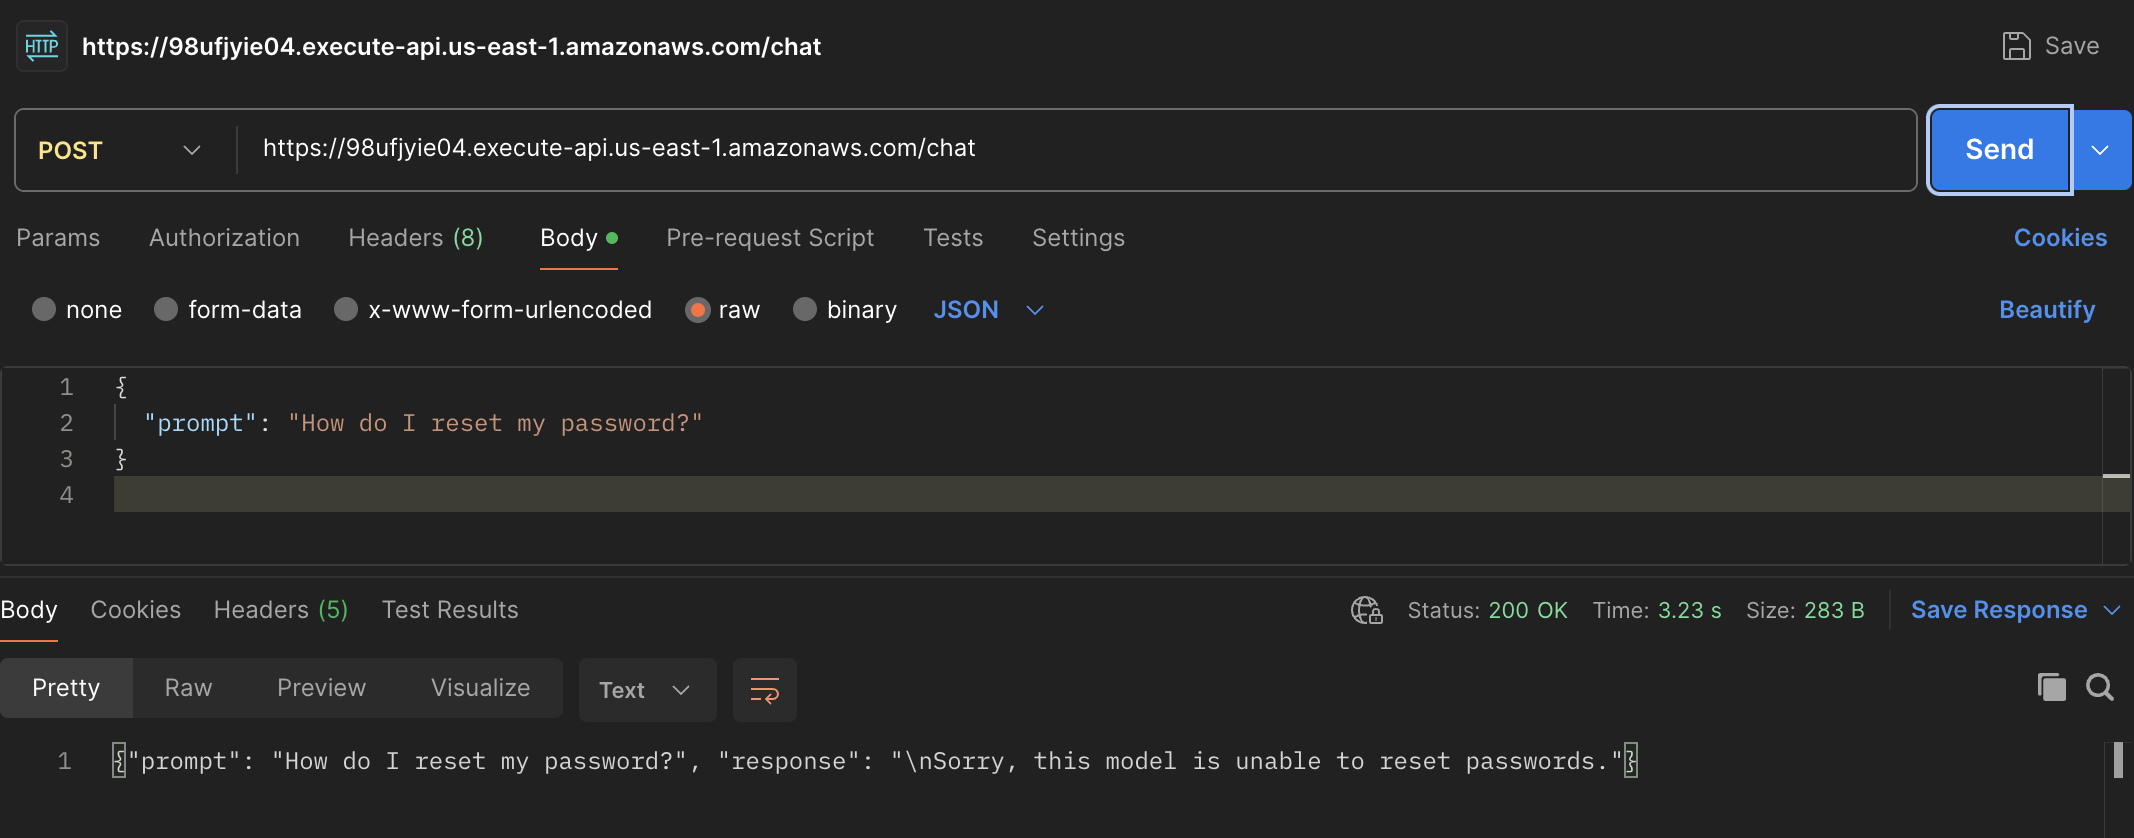 HTTP https://98ufjyie04.execute-api.us-east-1.amazonaws.com/chat Save
POST https://98ufjyie04.execute-api.us-east-1.amazonaws.com/chat Send
Params Authorization Headers (8) Body Pre-request Script Tests Settings Cookies
none form-data x-www-form-urlencoded raw binary JSON Beautify
1 {
2 "prompt": "How do I reset my password?"
3 }
4
Body Cookies Headers (5) Test Results Status: 200 OK Time: 3.23 s Size: 283 B Save Response
Pretty Raw Preview Visualize Text
1 {"prompt": "How do I reset my password?", "response": "\nSorry, this model is unable to reset passwords."}